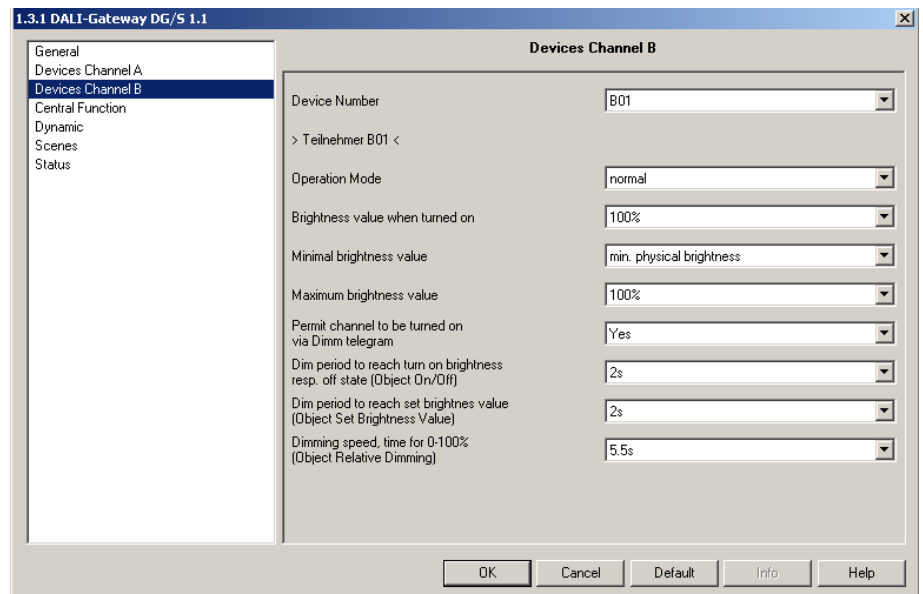 1.3.1 DALI-Gateway DG/S 1.1
General
Devices Channel A
Devices Channel B
Central Function
Dynamic
Scenes
Status
Devices Channel B
Device Number
B01
> Teilnehmer B01 <
Operation Mode
normal
Brightness value when turned on
100%
Minimal brightness value
min. physical brightness
Maximum brightness value
100%
Permit channel to be turned on
via Dimm telegram
Yes
Dim period to reach turn on brightness
resp. off state (Object On/Off)
2s
Dim period to reach set brightnes value
(Object Set Brightness Value)
2s
Dimming speed, time for 0-100%
(Object Relative Dimming)
5.5s
OK
Cancel
Default
Info
Help